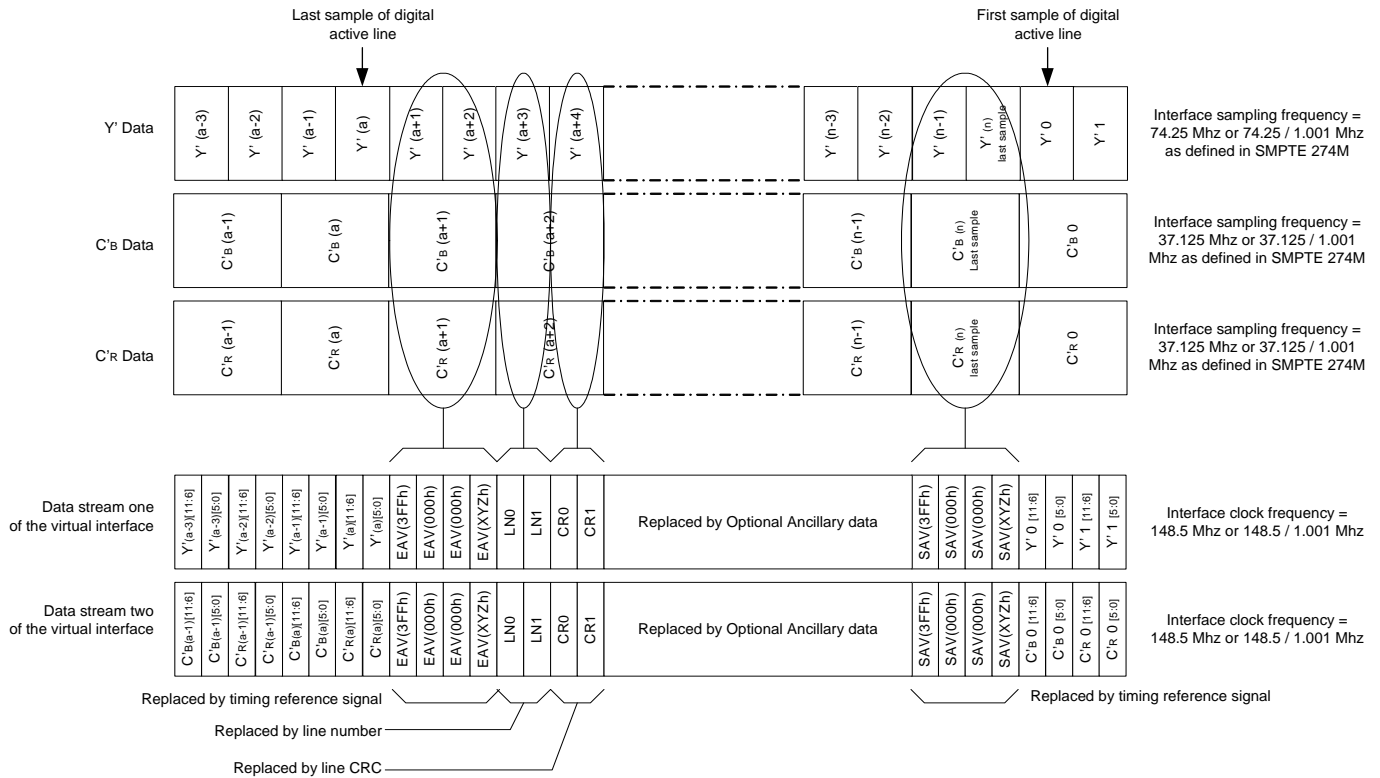 Last sample of digital
active line
First sample of digital
active line
Y' Data
Y' (a-3)
Y' (a-2)
Y' (a-1)
Y' (a)
Y' (a+1)
Y' (a+2)
Y' (a+3)
Y' (a+4)
Y' (n-3)
Y' (n-2)
Y' (n-1)
Y' (n)
last sample
Y' 0
Y' 1
Interface sampling frequency =
74.25 Mhz or 74.25 / 1.001 Mhz
as defined in SMPTE 274M
C'B Data
C'B (a-1)
C'B (a)
C'B (a+1)
C'B (a+2)
C'B (n-1)
C'B (n)
Last sample
C'B 0
Interface sampling frequency =
37.125 Mhz or 37.125 / 1.001
Mhz as defined in SMPTE 274M
C'R Data
C'R (a-1)
C'R (a)
C'R (a+1)
C'R (a+2)
C'R (n-1)
C'R (n)
last sample
C'R 0
Interface sampling frequency =
37.125 Mhz or 37.125 / 1.001
Mhz as defined in SMPTE 274M
Data stream one
of the virtual interface
Y'(a-3)[11:6]
Y'(a-3)[5:0]
Y'(a-2)[11:6]
Y'(a-2)[5:0]
Y'(a-1)[11:6]
Y'(a-1)[5:0]
Y'(a)[11:6]
Y'(a)[5:0]
EAV(3FFh)
EAV(000h)
EAV(000h)
EAV(XYZh)
LN0
LN1
CR0
CR1
Replaced by Optional Ancillary data
SAV(3FFh)
SAV(000h)
SAV(000h)
SAV(XYZh)
Y' 0 [11:6]
Y' 0 [5:0]
Y' 1 [11:6]
Y' 1 [5:0]
Interface clock frequency =
148.5 Mhz or 148.5 / 1.001 Mhz
Data stream two
of the virtual interface
C'B(a-1)[11:6]
C'B(a-1)[5:0]
C'R(a-1)[11:6]
C'R(a-1)[5:0]
C'B(a)[11:6]
C'B(a)[5:0]
C'R(a)[11:6]
C'R(a)[5:0]
EAV(3FFh)
EAV(000h)
EAV(000h)
EAV(XYZh)
LN0
LN1
CR0
CR1
Replaced by Optional Ancillary data
SAV(3FFh)
SAV(000h)
SAV(000h)
SAV(XYZh)
C'B 0 [11:6]
C'B 0 [5:0]
C'R 0 [11:6]
C'R 0 [5:0]
Interface clock frequency =
148.5 Mhz or 148.5 / 1.001 Mhz
Replaced by timing reference signal
Replaced by timing reference signal
Replaced by line number
Replaced by line CRC